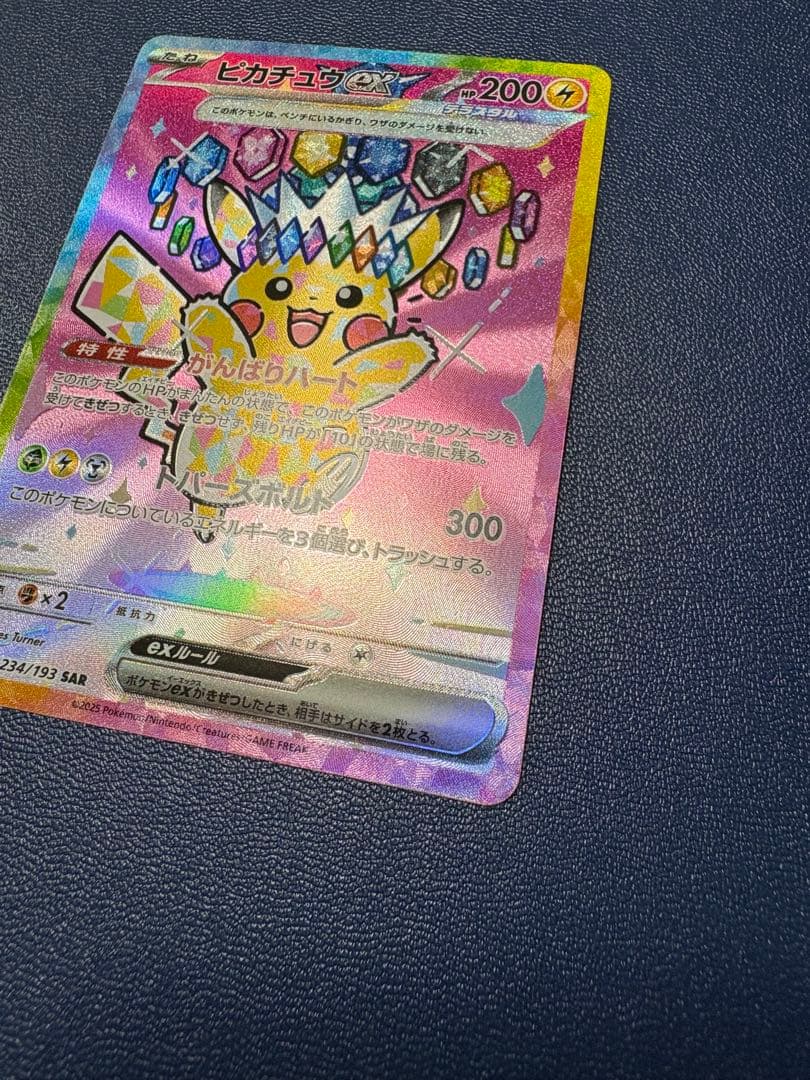 たね ピカチュウex HP200
テラスタル
このポケモンは、ベンチにいるかぎり、ワザのダメージを受けない。
特性 がんばりハート
このポケモンのHPがまんたんの状態で、このポケモンがワザのダメージを
受けてきぜつするとき、きぜつせず、残りHPが「10」の状態で場に残る。
トパーズボルト 300
このポケモンについているエネルギーを3個選び、トラッシュする。
×2 抵抗力 にげる
Turner
234/193 SAR
exルール
ポケモンexがきぜつしたとき、相手はサイドを2枚とる。
©2025 Pokémon/Nintendo/Creatures/GAME FREAK